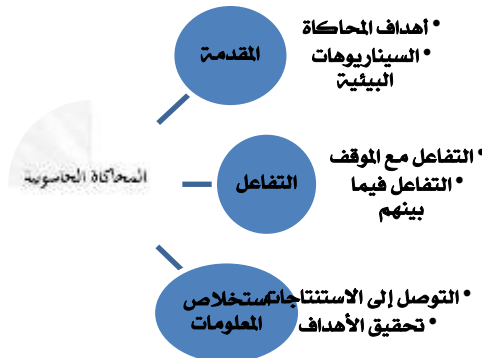 المقدمة
• أهداف المحاكاة
• السيناريوهات
البيئية
المحاكاة الحاسوبية
التفاعل
• التفاعل مع الموقف
• التفاعل فيما
بينهم
استخلاص
المعلومات
• التوصل إلى الاستنتاجات
• تحقيق الأهداف